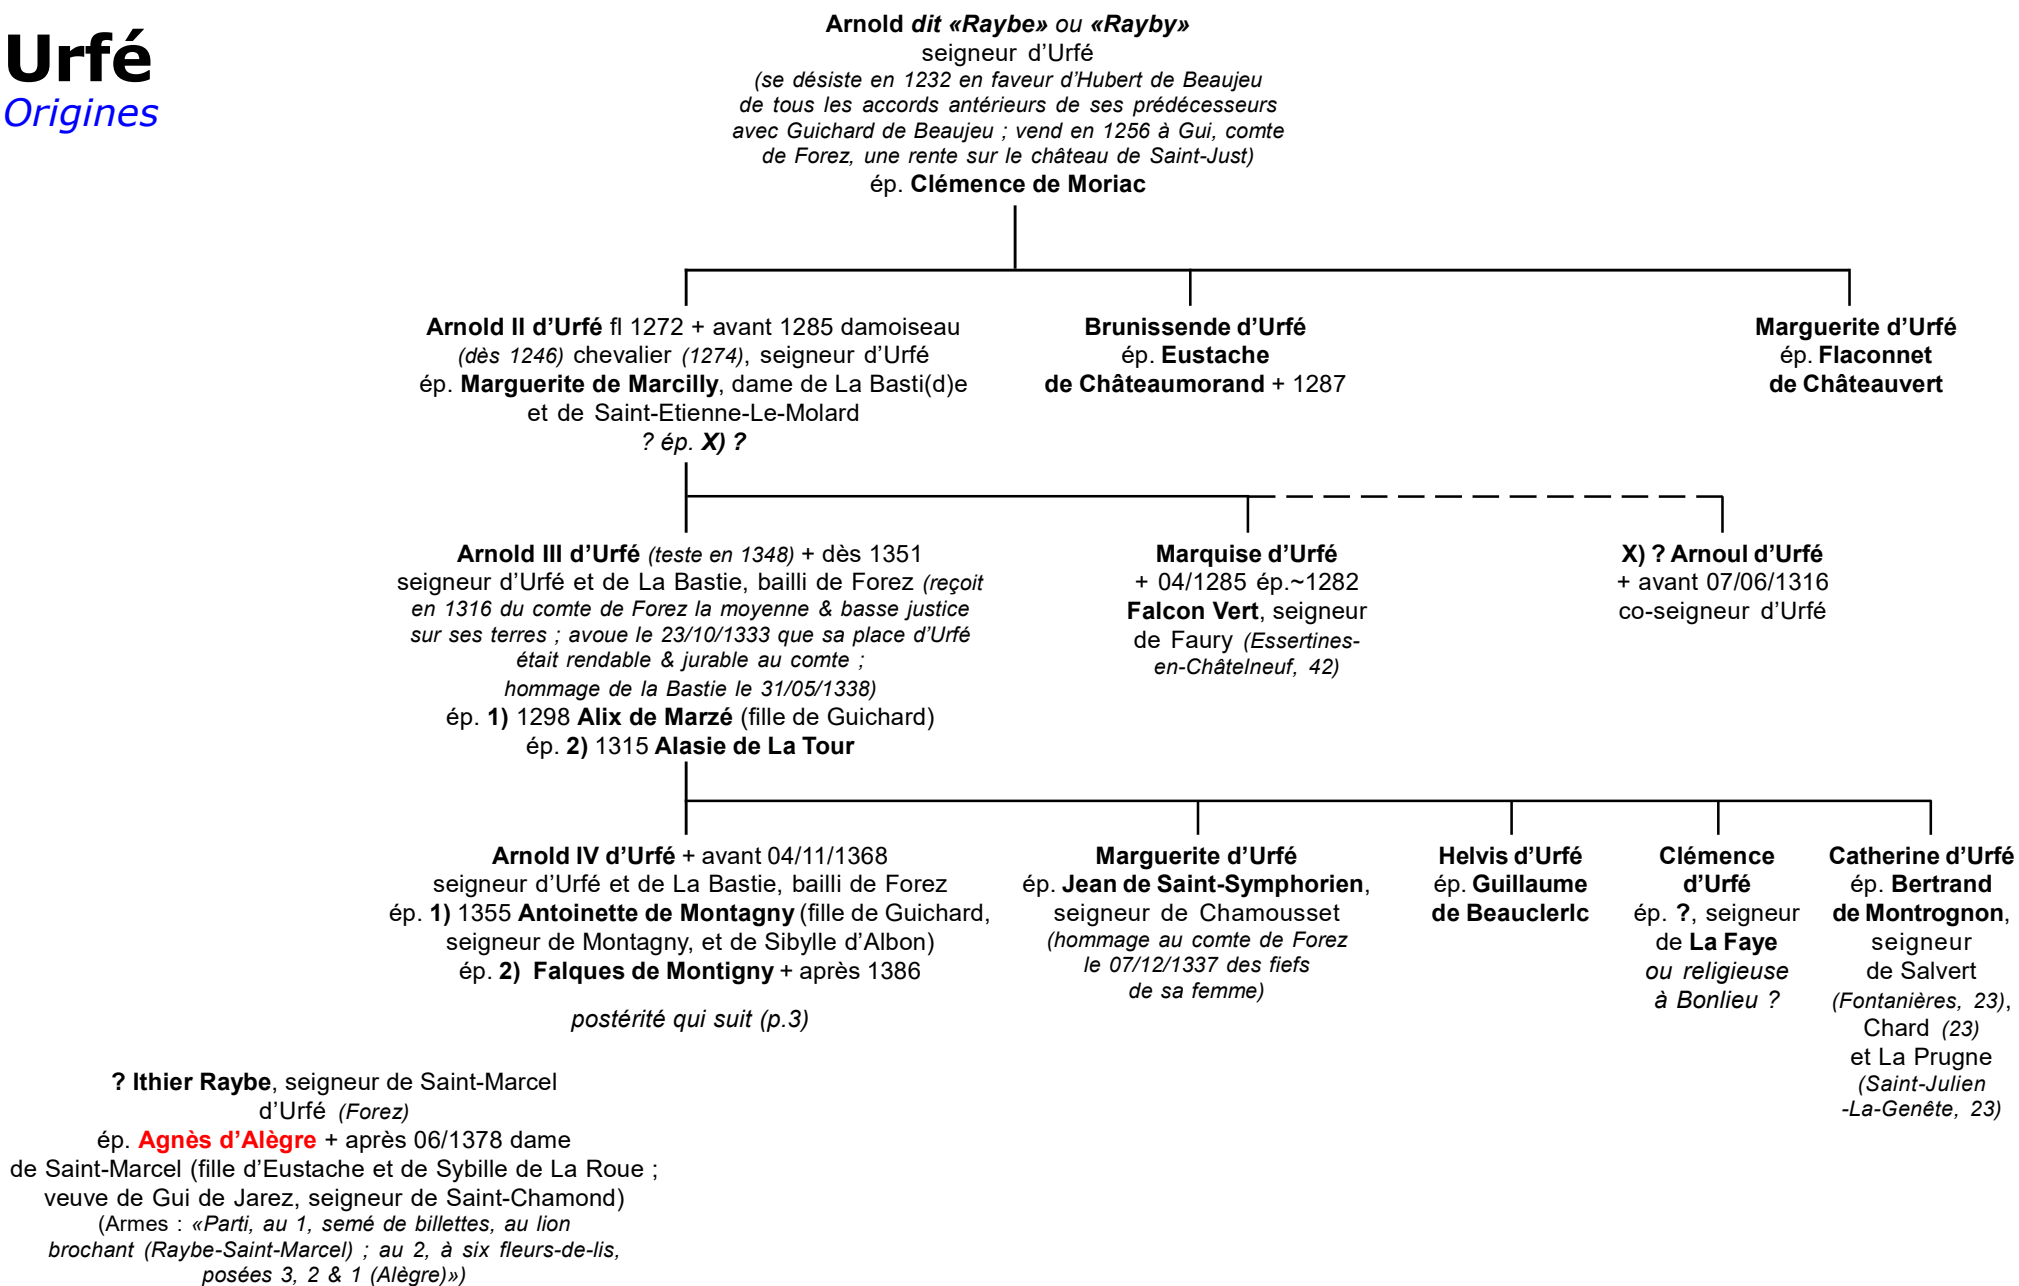 Urfé
Origines
Arnold dit «Raybe» ou «Rayby»
seigneur d’Urfé
(se désiste en 1232 en faveur d’Hubert de Beaujeu
de tous les accords antérieurs de ses prédécesseurs
avec Guichard de Beaujeu ; vend en 1256 à Gui, comte
de Forez, une rente sur le château de Saint-Just)
ép. Clémence de Moriac
Arnold II d’Urfé fl 1272 + avant 1285 damoiseau
(dès 1246) chevalier (1274), seigneur d’Urfé
ép. Marguerite de Marcilly, dame de La Basti(d)e
et de Saint-Etienne-Le-Molard
? ép. X) ?
Brunissende d’Urfé
ép. Eustache
de Châteaumorand + 1287
Marguerite d’Urfé
ép. Flaconnet
de Châteauvert
Arnold III d’Urfé (teste en 1348) + dès 1351
seigneur d’Urfé et de La Bastie, bailli de Forez (reçoit
en 1316 du comte de Forez la moyenne & basse justice
sur ses terres ; avoue le 23/10/1333 que sa place d’Urfé
était rendable & jurable au comte ;
hommage de la Bastie le 31/05/1338)
ép. 1) 1298 Alix de Marzé (fille de Guichard)
ép. 2) 1315 Alasie de La Tour
Marquise d’Urfé
+ 04/1285 ép.~1282
Falcon Vert, seigneur
de Faury (Essertines-
en-Châtelneuf, 42)
X) ? Arnoul d’Urfé
+ avant 07/06/1316
co-seigneur d’Urfé
Arnold IV d’Urfé + avant 04/11/1368
seigneur d’Urfé et de La Bastie, bailli de Forez
ép. 1) 1355 Antoinette de Montagny (fille de Guichard,
seigneur de Montagny, et de Sibylle d’Albon)
ép. 2) Falques de Montigny + après 1386
postérité qui suit (p.3)
Marguerite d’Urfé
ép. Jean de Saint-Symphorien,
seigneur de Chamousset
(hommage au comte de Forez
le 07/12/1337 des fiefs
de sa femme)
Helvis d’Urfé
ép. Guillaume
de Beauclerlc
Clémence
d’Urfé
ép. ?, seigneur
de La Faye
ou religieuse
à Bonlieu ?
Catherine d’Urfé
ép. Bertrand
de Montrognon,
seigneur
de Salvert
(Fontanières, 23),
Chard (23)
et La Prugne
(Saint-Julien
-La-Genête, 23)
? Ithier Raybe, seigneur de Saint-Marcel
d’Urfé (Forez)
ép. Agnès d’Alègre + après 06/1378 dame
de Saint-Marcel (fille d’Eustache et de Sybille de La Roue ;
veuve de Gui de Jarez, seigneur de Saint-Chamond)
(Armes : «Parti, au 1, semé de billettes, au lion
brochant (Raybe-Saint-Marcel) ; au 2, à six fleurs-de-lis,
posées 3, 2 & 1 (Alègre)»)